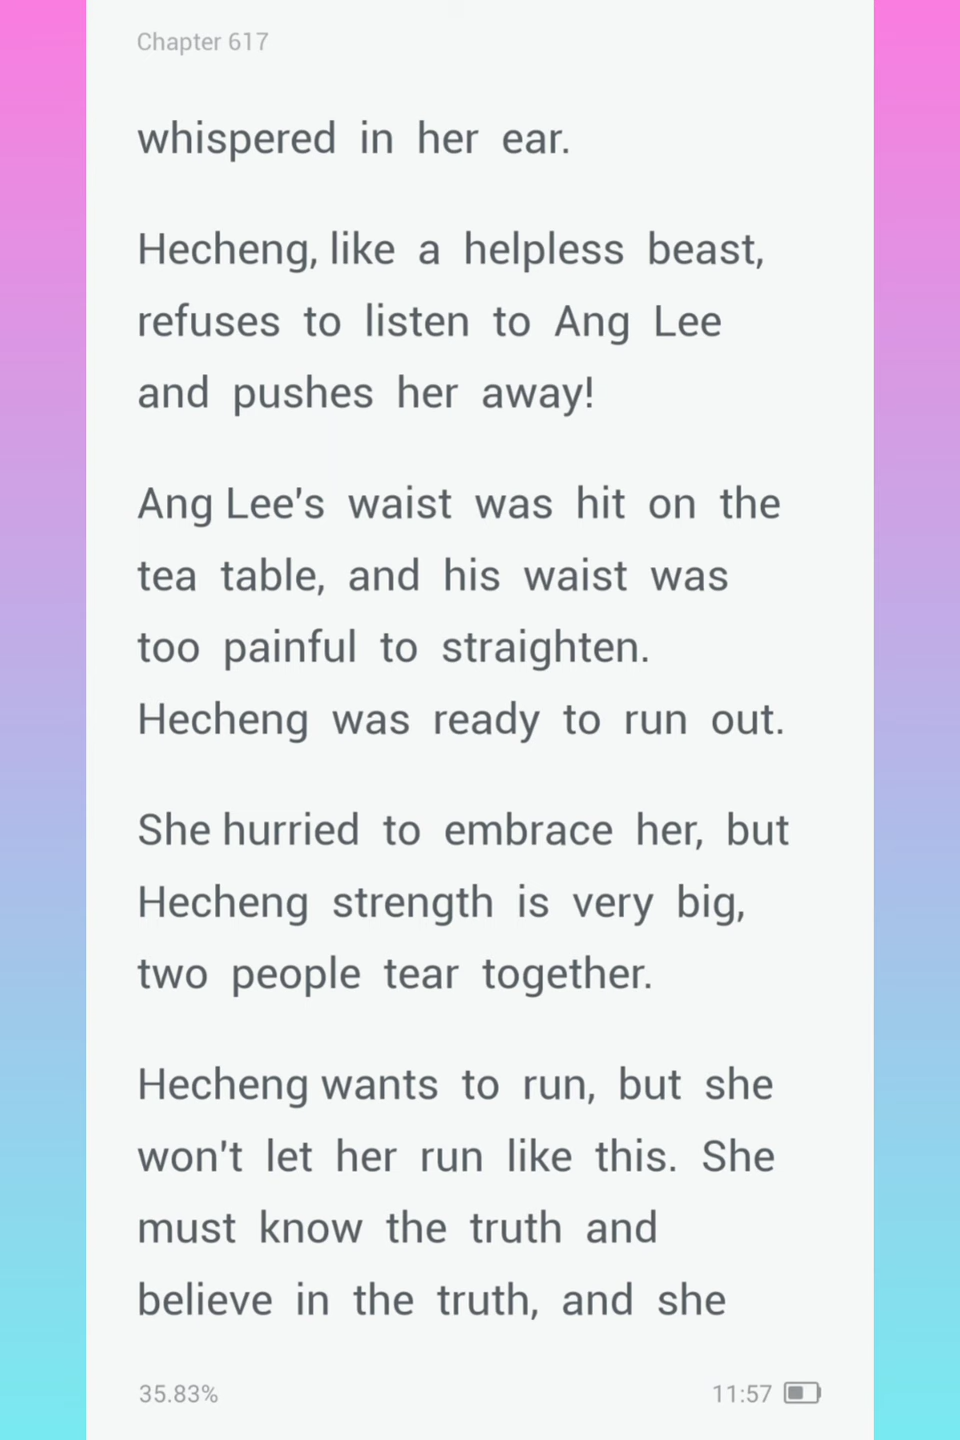 Chapter 617
whispered in her ear.
Hecheng, like a helpless beast,
refuses to listen to Ang Lee
and pushes her away!
Ang Lee's waist was hit on the
tea table, and his waist was
too painful to straighten.
Hecheng was ready to run out.
She hurried to embrace her, but
Hecheng strength is very big,
two people tear together.
Hecheng wants to run, but she
won't let her run like this. She
must know the truth and
believe in the truth, and she
35.83% 11:57